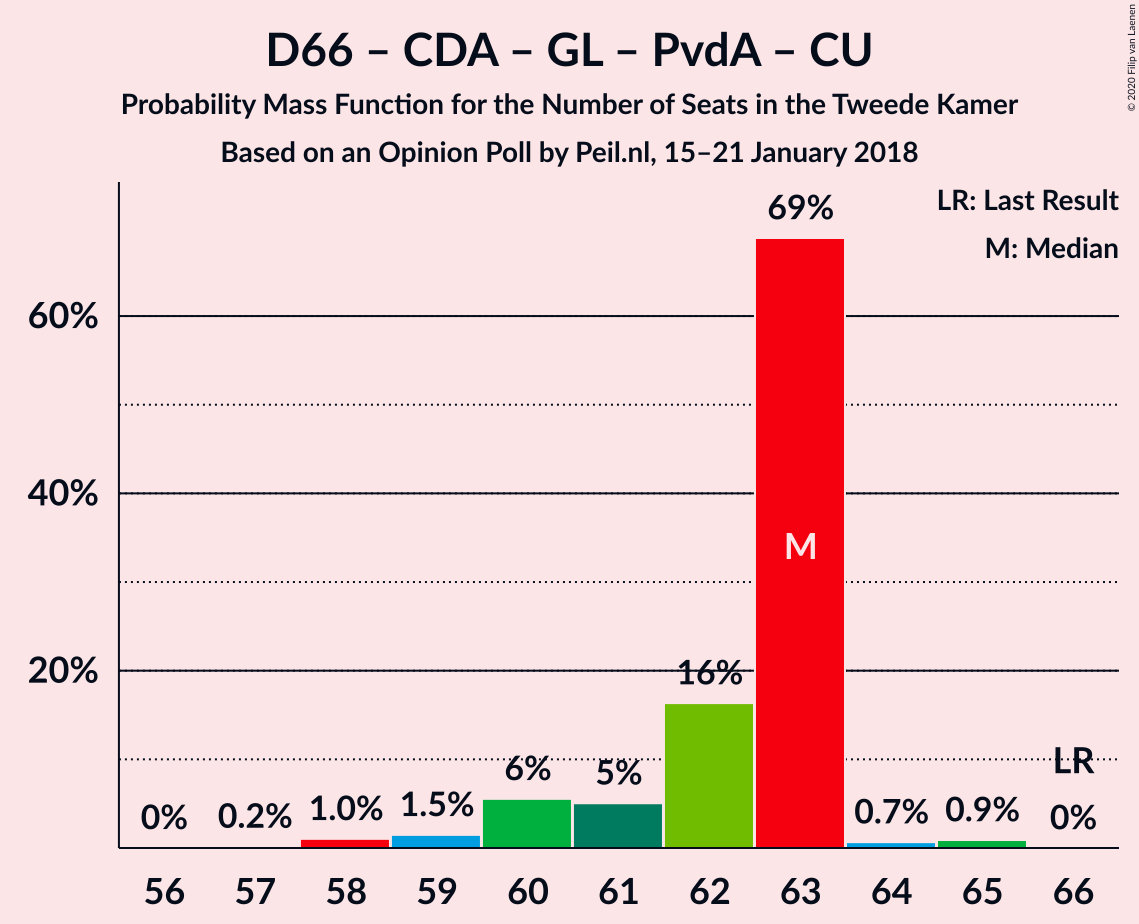 D66 – CDA – GL – PvdA – CU
Probability Mass Function for the Number of Seats in the Tweede Kamer
Based on an Opinion Poll by Peil.nl, 15–21 January 2018
© 2020 Filip van Laenen
LR: Last Result
M: Median
69%
60%
40%
M
20%
16%
6%
5%
LR
0%
0.2%
1.0%
1.5%
0.7%
0.9%
0%
56 57 58 59 60 61 62 63 64 65 66